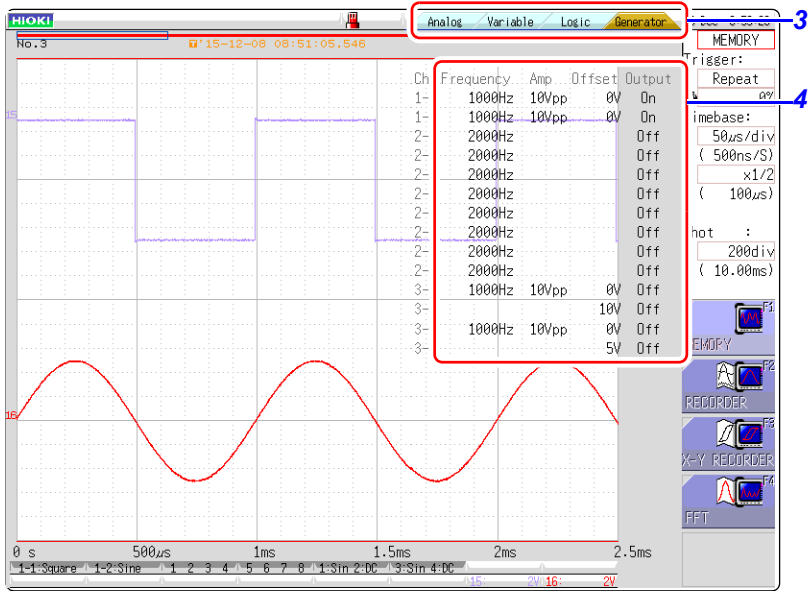 HIOKI
Analog Variable Logic Generator
3
No.3
'15-12-08 08:51:05.546
MEMORY
Trigger:
Repeat
0%
Ch Frequency Amp Offset Output
1- 1000Hz 10Vpp 0V On
4
1- 1000Hz 10Vpp 0V On
2- 2000Hz Off
2- 2000Hz Off
2- 2000Hz Off
2- 2000Hz Off
2- 2000Hz Off
2- 2000Hz Off
2- 2000Hz Off
2- 2000Hz Off
3- 1000Hz 10Vpp 0V Off
3- 10V Off
3- 1000Hz 10Vpp 0V Off
3- 5V Off
15
imebase:
50µs/div
( 500ns/S)
x1/2
( 100µs)
hot :
200div
( 10.00ms)
F1
EMORY
F2
RECORDER
F3
X-Y RECORDER
F4
FFT
16
0 s 500µs 1ms 1.5ms 2ms 2.5ms
1-1:Square 1-2:Sine 1 2 3 4 5 6 7 8 1:Sin 2:DC 3:Sin 4:DC
15: 2V 16: 2V